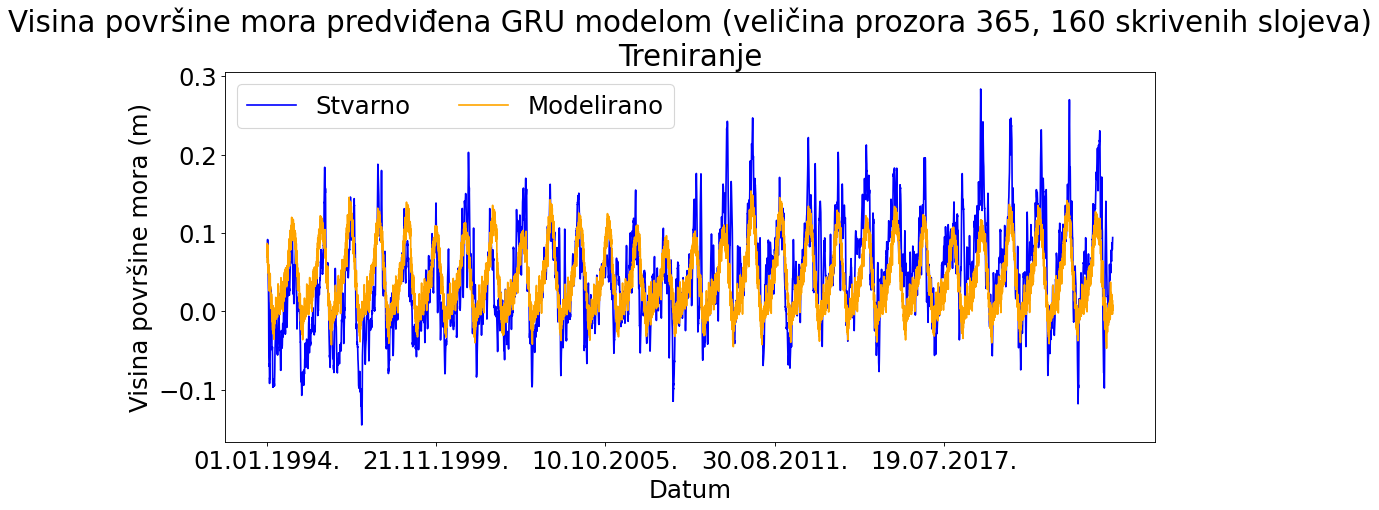 Visina površine mora predviđena GRU modelom (veličina prozora 365, 160 skrivenih slojeva)
Treniranje
Stvarno Modelirano
Visina površine mora (m)
0.3
0.2
0.1
0.0
−0.1
01.01.1994. 21.11.1999. 10.10.2005. 30.08.2011. 19.07.2017.
Datum